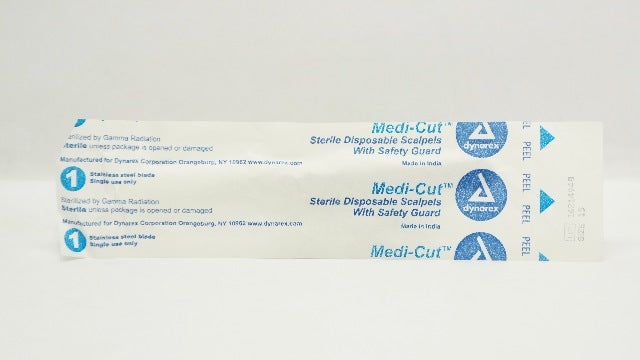 Sterilized by Gamma Radiation
Sterile unless package is opened or damaged
Manufactured for Dynarex Corporation Orangeburg, NY 10962 www.dynarex.com
1
Stainless steel blade
Single use only
Sterilized by Gamma Radiation
Sterile unless package is opened or damaged
Manufactured for Dynarex Corporation Orangeburg, NY 10962 www.dynarex.com
1
Stainless steel blade
Single use only
Medi-Cut™
Sterile Disposable Scalpels
With Safety Guard
Made in India
Medi-Cut™
Sterile Disposable Scalpels
With Safety Guard
Made in India
Medi-Cut™
dynarex
dynarex
PEEL
PEEL
PEEL
PEEL
PEEL
SIZE 15